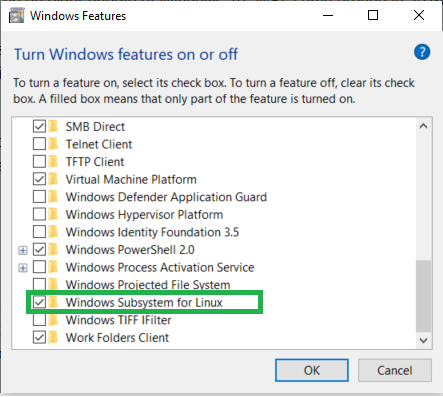 Windows Features
Turn Windows features on or off
?
To turn a feature on, select its check box. To turn a feature off, clear its check
box. A filled box means that only part of the feature is turned on.
SMB Direct
Telnet Client
TFTP Client
Virtual Machine Platform
Windows Defender Application Guard
Windows Hypervisor Platform
Windows Identity Foundation 3.5
Windows PowerShell 2.0
Windows Process Activation Service
Windows Projected File System
Windows Subsystem for Linux
Windows TIFF IFilter
Work Folders Client
OK
Cancel